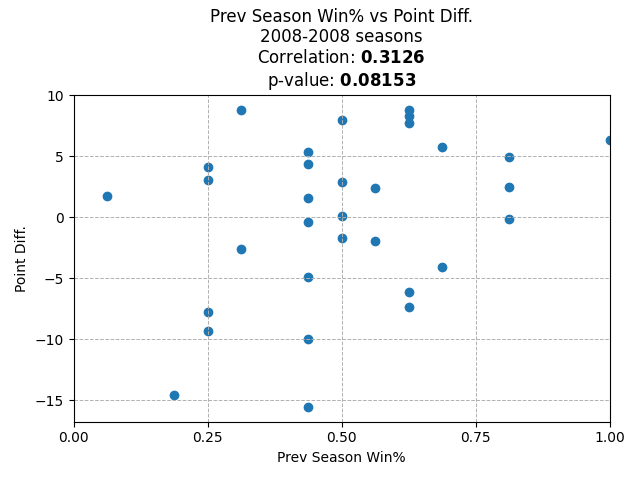 Prev Season Win% vs Point Diff.
2008-2008 seasons
Correlation: 0.3126
p-value: 0.08153
10
5
0
−5
−10
−15
Point Diff.
0.00 0.25 0.50 0.75 1.00
Prev Season Win%